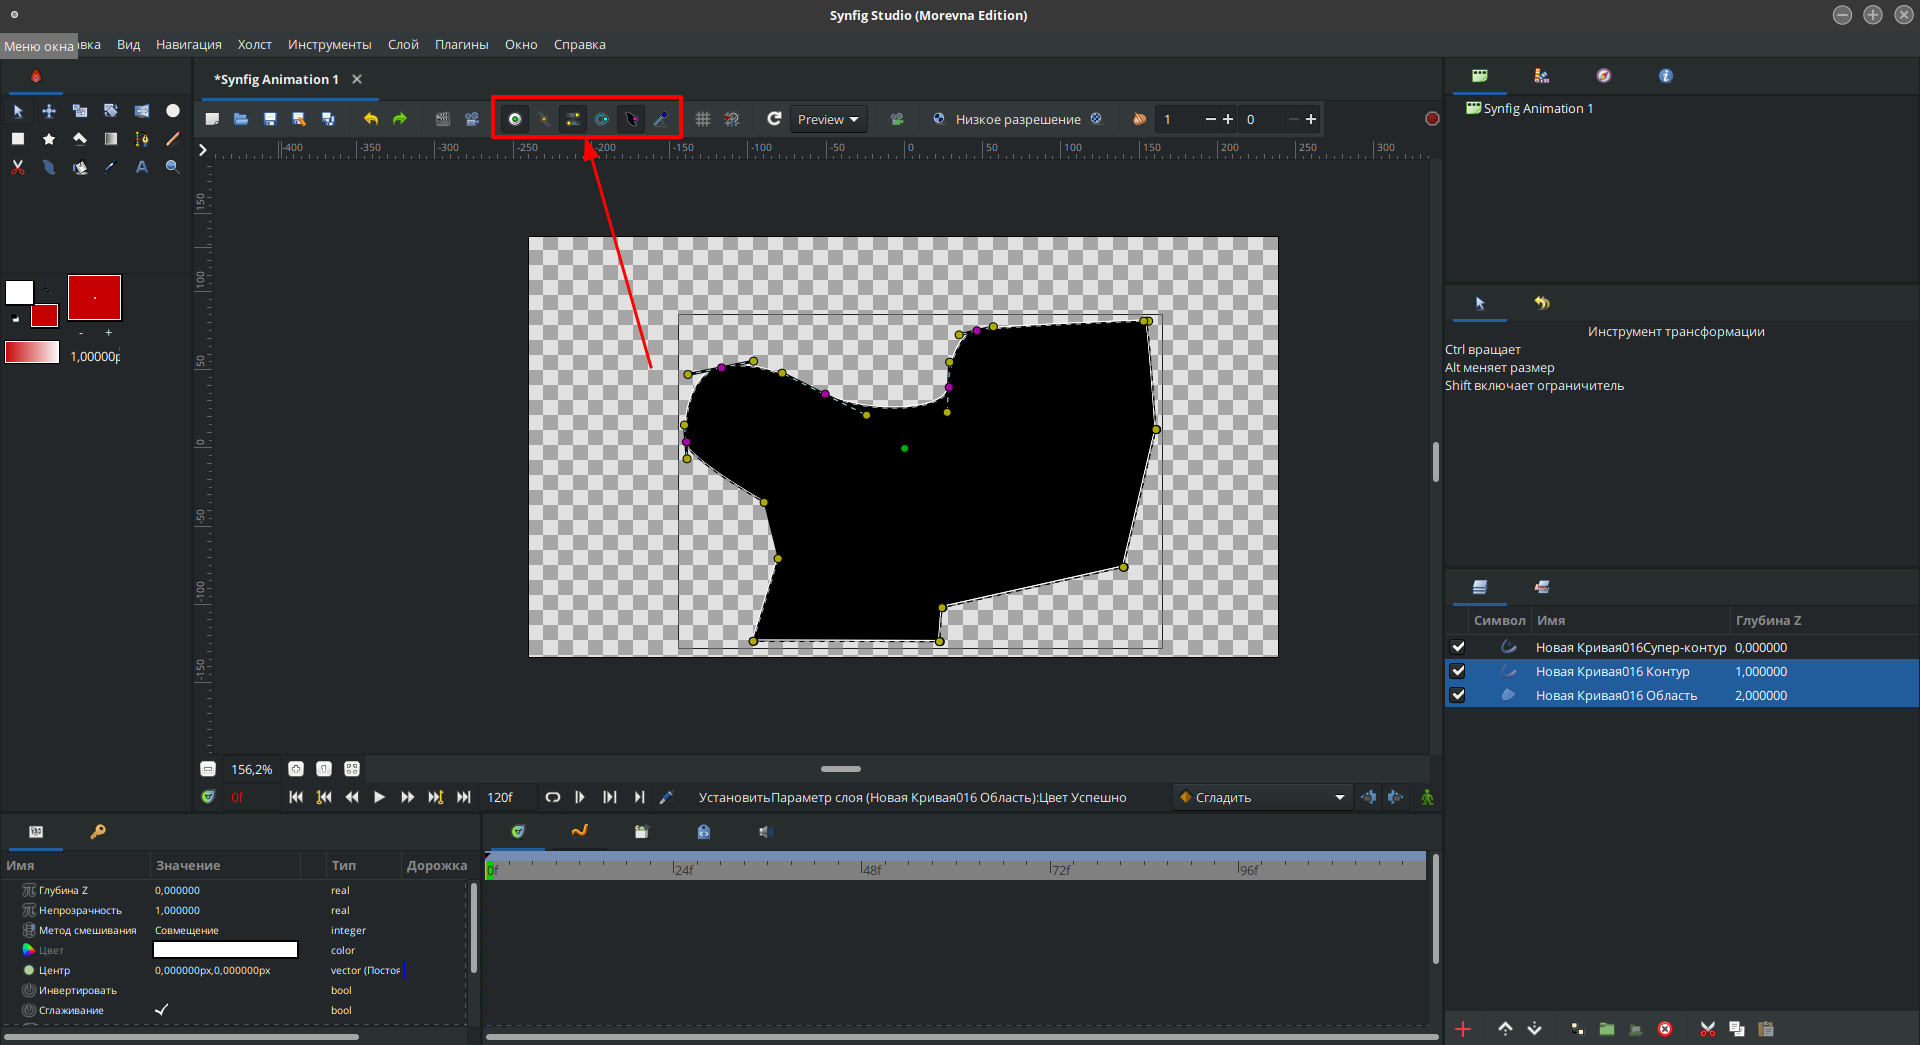 Synfig Studio (Morevna Edition)
Меню окна авка Вид Навигация Холст Инструменты Слой Плагины Окно Справка
*Synfig Animation 1
Preview Низкое разрешение 1 0
-400 -350 -300 -250 -200 -150 -100 -50 0 50 100 150 200 250 300
150
100
50
0
-50
-100
-150
- +
1,00000p
Synfig Animation 1
Инструмент трансформации
Ctrl вращает
Alt меняет размер
Shift включает ограничитель
Символ Имя Глубина Z
Новая Кривая016Супер-контур 0,000000
Новая Кривая016 Контур 1,000000
Новая Кривая016 Область 2,000000
156,2%
0f 120f УстановитьПараметр слоя (Новая Кривая016 Область):Цвет Успешно Сгладить
Имя Значение Тип Дорожка
Глубина Z 0,000000 real
Непрозрачность 1,000000 real
Метод смешивания Совмещение integer
Цвет color
Центр 0,000000px,0,000000px vector (Постоя
Инвертировать bool
Сглаживание bool
0f 24f 48f 72f 96f